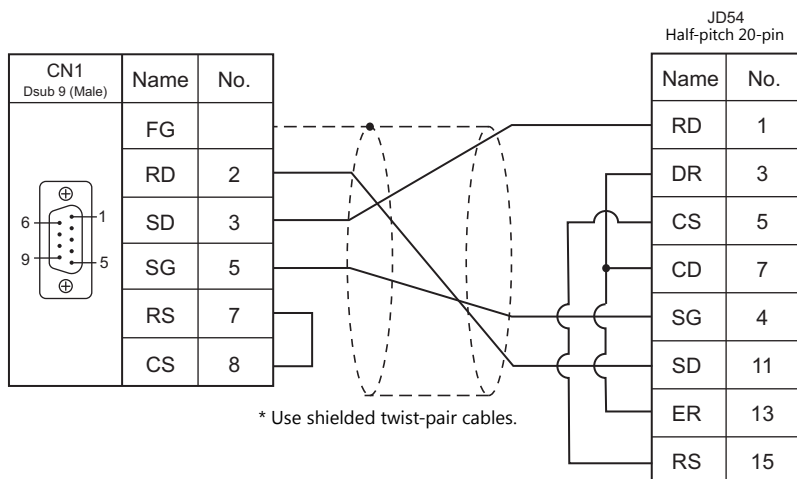 JD54
Half-pitch 20-pin
CN1
Dsub 9 (Male)
Name No.
FG
RD 2
SD 3
SG 5
RS 7
CS 8
6
1
9
5
* Use shielded twist-pair cables.
Name No.
RD 1
DR 3
CS 5
CD 7
SG 4
SD 11
ER 13
RS 15